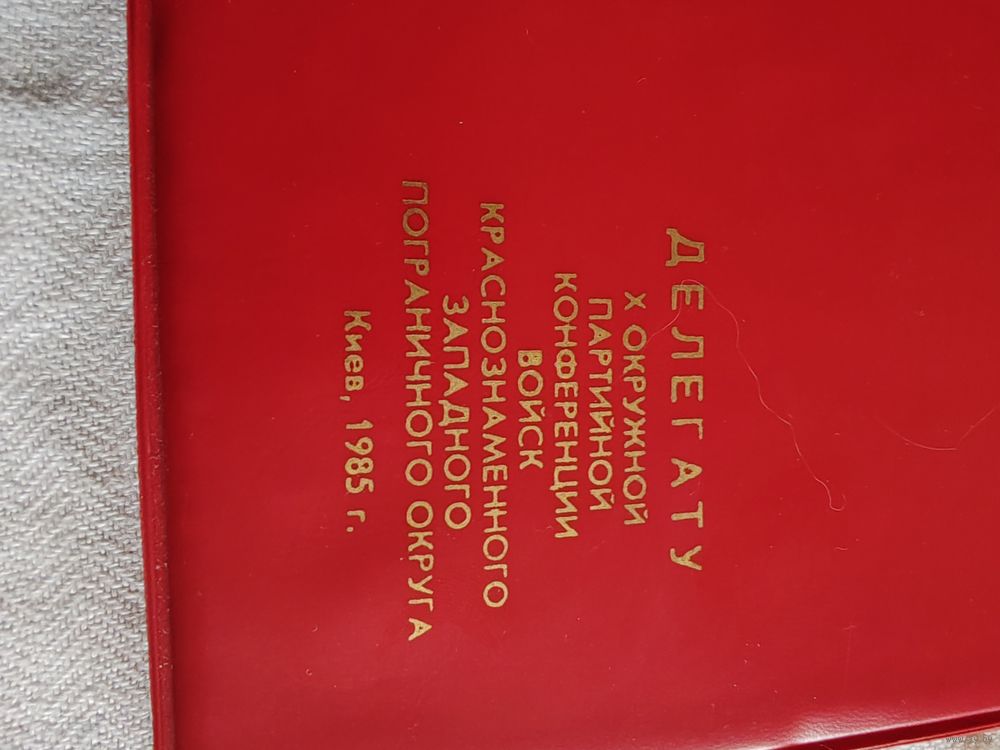 ДЕЛЕГАТУ
X ОКРУЖНОЙ
ПАРТИЙНОЙ
КОНФЕРЕНЦИИ
ВОЙСК
КРАСНОЗНАМЕННОГО
ЗАПАДНОГО
ПОГРАНИЧНОГО ОКРУГА
Киев, 1985 г.